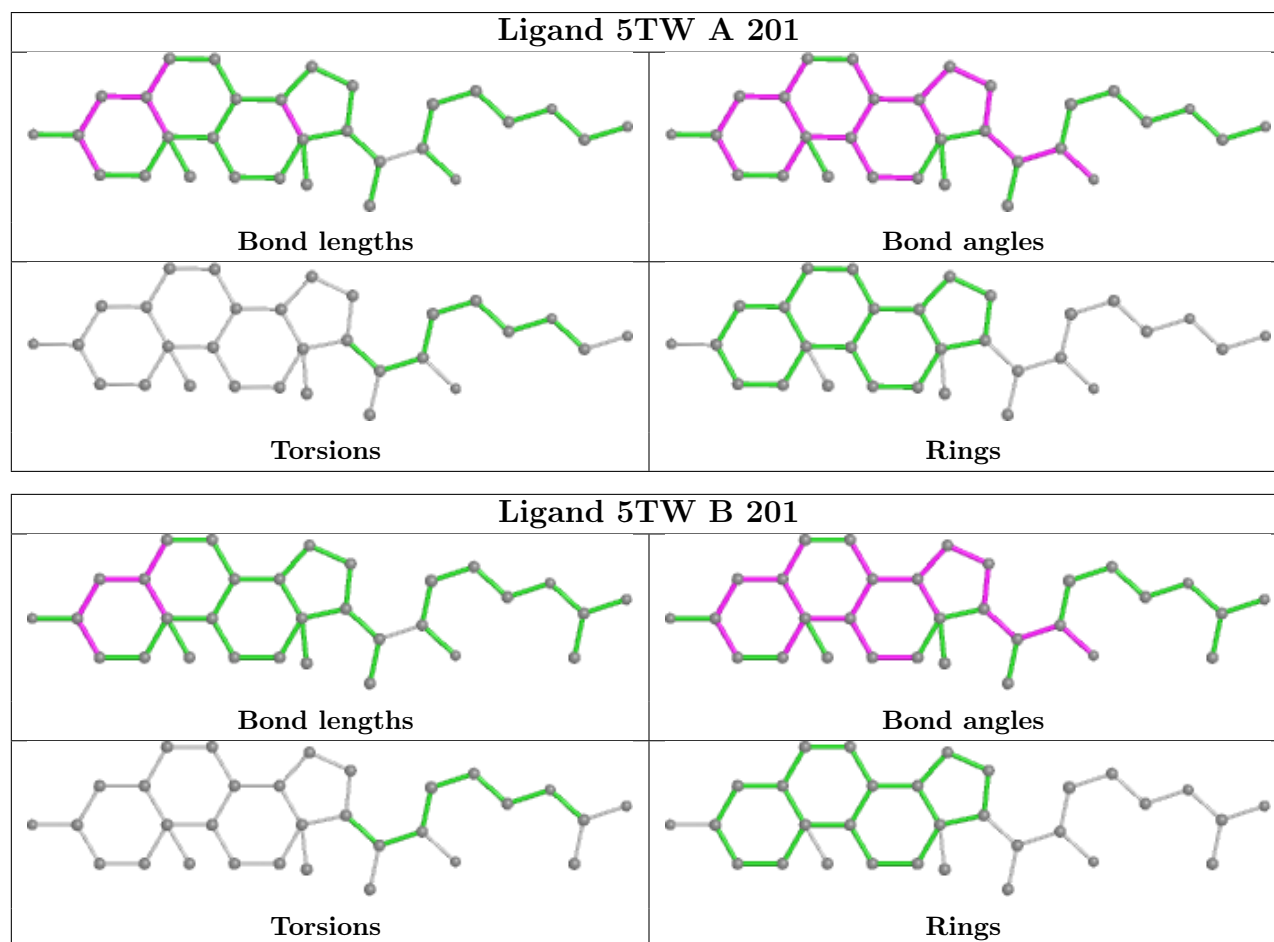 Ligand 5TW A 201
Bond lengths
Bond angles
Torsions
Rings
Ligand 5TW B 201
Bond lengths
Bond angles
Torsions
Rings